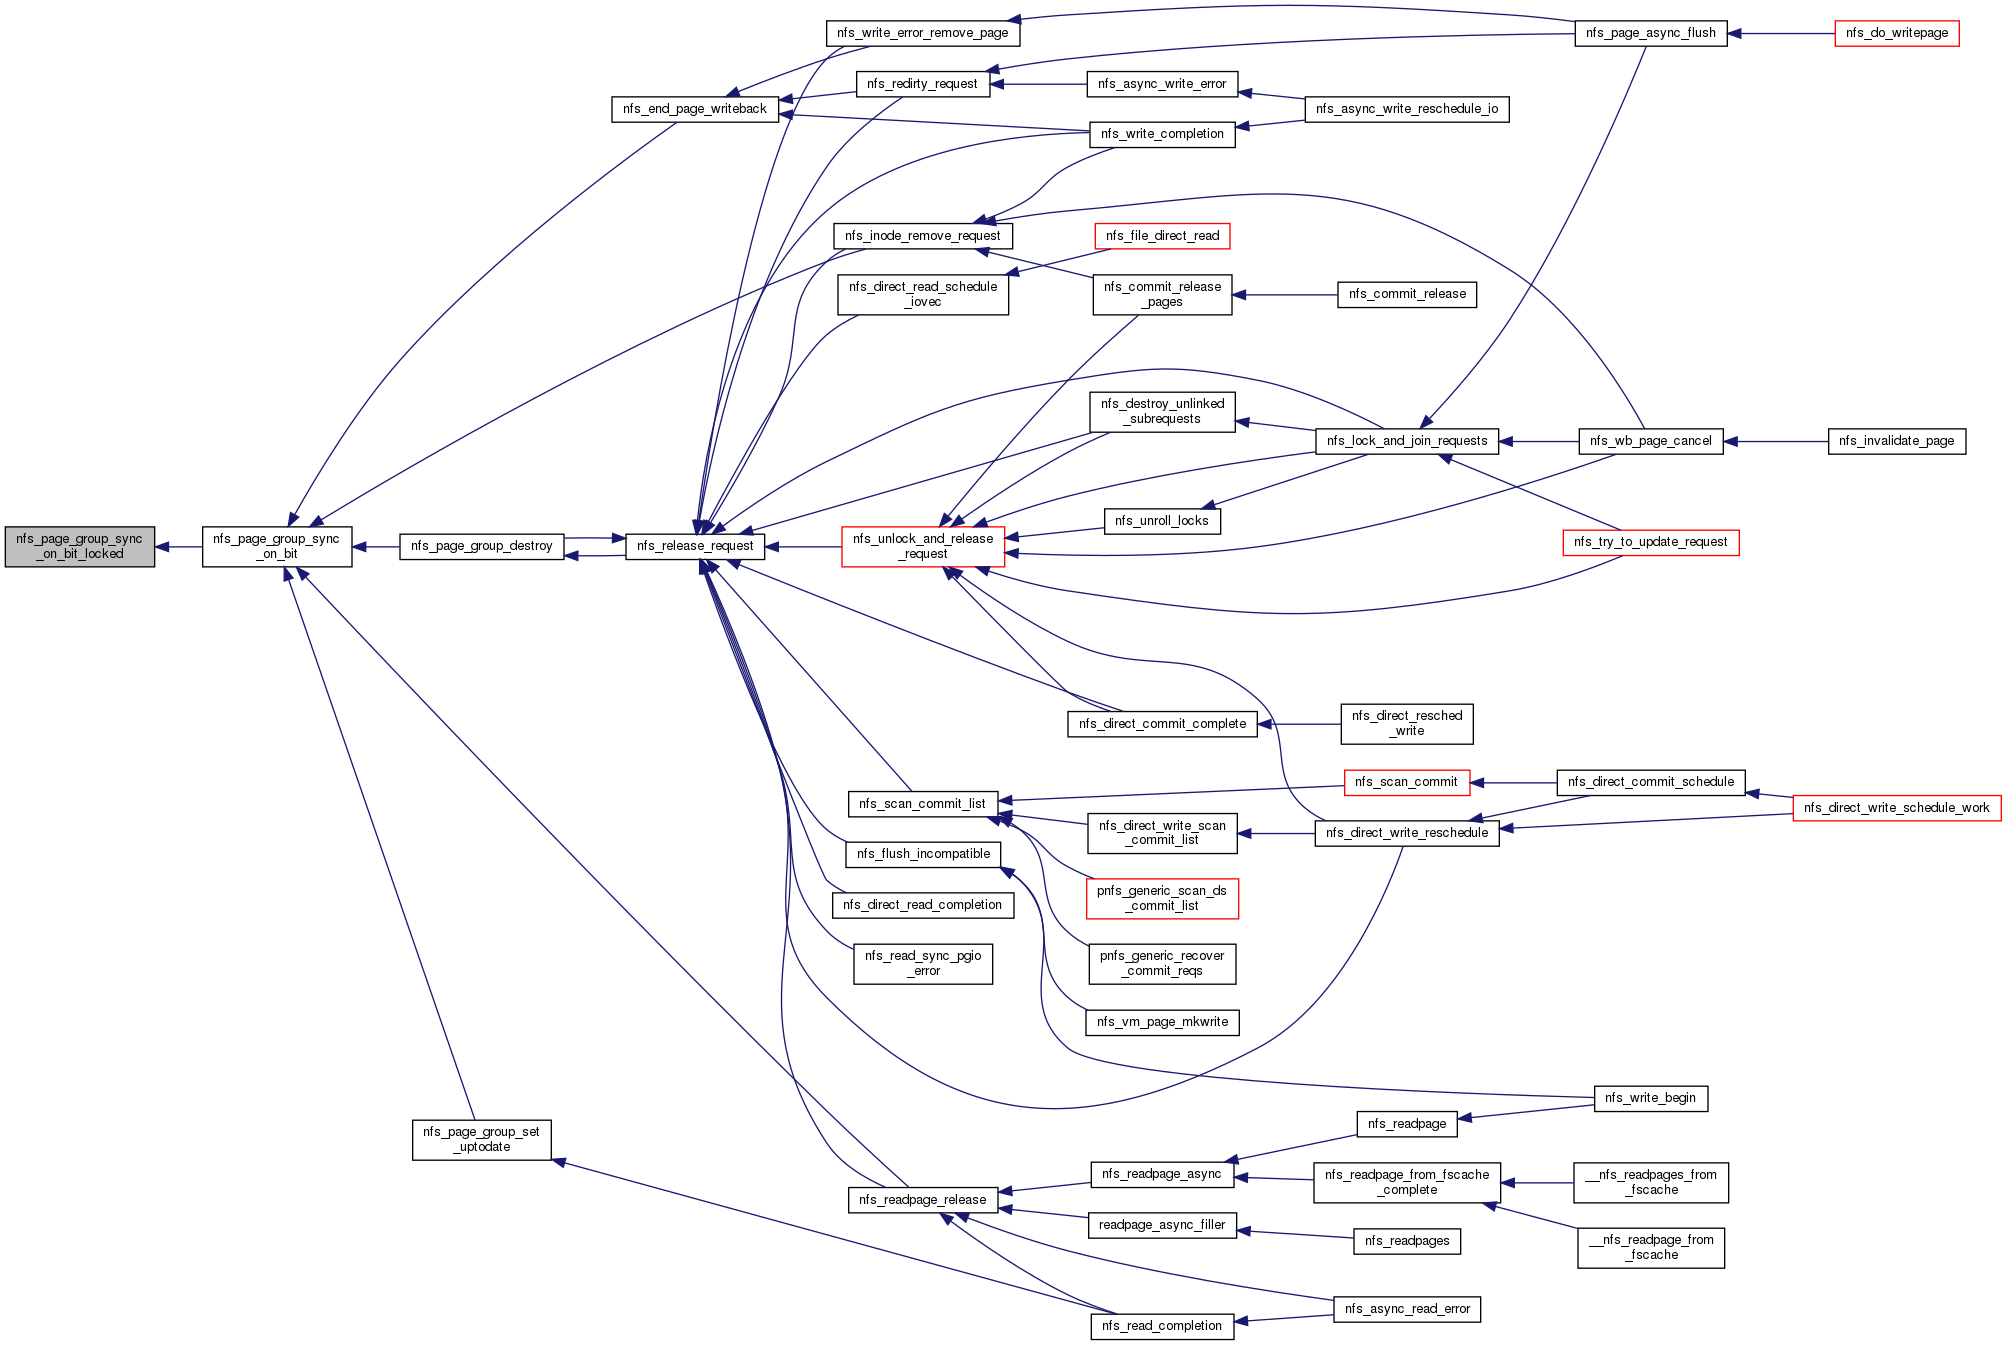 nfs_page_group_sync
_on_bit_locked
nfs_page_group_sync
_on_bit
nfs_end_page_writeback
nfs_page_group_destroy
nfs_page_group_set
_uptodate
nfs_release_request
nfs_write_error_remove_page
nfs_redirty_request
nfs_inode_remove_request
nfs_direct_read_schedule
_iovec
nfs_unlock_and_release
_request
nfs_scan_commit_list
nfs_flush_incompatible
nfs_direct_read_completion
nfs_read_sync_pgio
_error
nfs_readpage_release
nfs_async_write_error
nfs_write_completion
nfs_file_direct_read
nfs_commit_release
_pages
nfs_destroy_unlinked
_subrequests
nfs_unroll_locks
nfs_direct_commit_complete
nfs_direct_write_scan
_commit_list
pnfs_generic_scan_ds
_commit_list
pnfs_generic_recover
_commit_reqs
nfs_vm_page_mkwrite
nfs_readpage_async
readpage_async_filler
nfs_read_completion
nfs_async_write_reschedule_io
nfs_commit_release
nfs_lock_and_join_requests
nfs_direct_resched
_write
nfs_scan_commit
nfs_direct_write_reschedule
nfs_readpage
nfs_readpage_from_fscache
_complete
nfs_readpages
nfs_async_read_error
nfs_page_async_flush
nfs_wb_page_cancel
nfs_try_to_update_request
nfs_direct_commit_schedule
nfs_write_begin
__nfs_readpages_from
_fscache
__nfs_readpage_from
_fscache
nfs_do_writepage
nfs_invalidate_page
nfs_direct_write_schedule_work